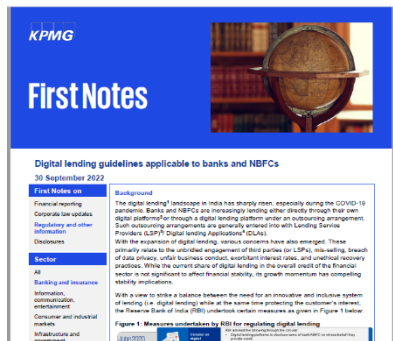 KPMG
First Notes
Digital lending guidelines applicable to banks and NBFCs
30 September 2022
First Notes on
Financial reporting
Corporate law updates
Regulatory and other
information
Disclosures
Sector
All
Banking and insurance
Information,
communication,
entertainment
Consumer and industrial
markets
Infrastructure and
government
Background
The digital lending¹ landscape in India has sharply risen, especially during the COVID-19
pandemic. Banks and NBFCs are increasingly lending either directly through their own
digital platforms² or through a digital lending platform under an outsourcing arrangement.
Such outsourcing arrangements are generally entered into with Lending Service
Providers (LSP)³/ Digital lending Applications⁴ (DLAs).
With the expansion of digital lending, various concerns have also emerged. These
primarily relate to the unbridled engagement of third parties (or LSPs), mis-selling, breach
of data privacy, unfair business conduct, exorbitant interest rates, and unethical recovery
practices. While the current share of digital lending in the overall credit of the financial
sector is not significant to affect financial stability, its growth momentum has compelling
stability implications.
With a view to strike a balance between the need for an innovative and inclusive system
of lending (i.e. digital lending) while at the same time protecting the customer's interest,
the Reserve Bank of India (RBI) undertook certain measures as given in Figure 1 below
Figure 1: Measures undertaken by RBI for regulating digital lending
June 2020